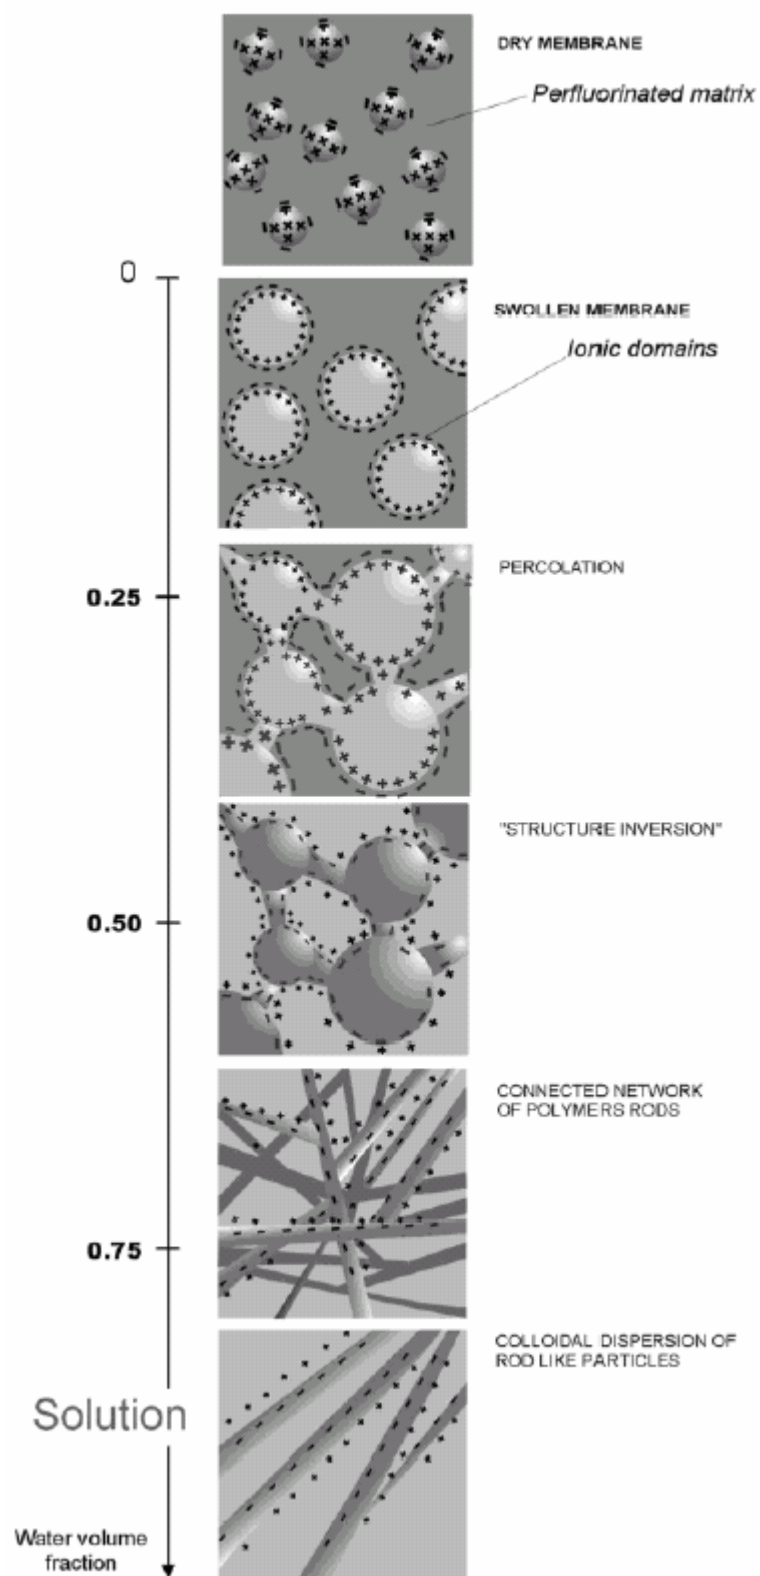 DRY MEMBRANE
Perfluorinated matrix
0
SWOLLEN MEMBRANE
Ionic domains
PERCOLATION
0.25
"STRUCTURE INVERSION"
0.50
CONNECTED NETWORK
OF POLYMERS RODS
0.75
COLLOIDAL DISPERSION OF
ROD LIKE PARTICLES
Solution
Water volume
fraction